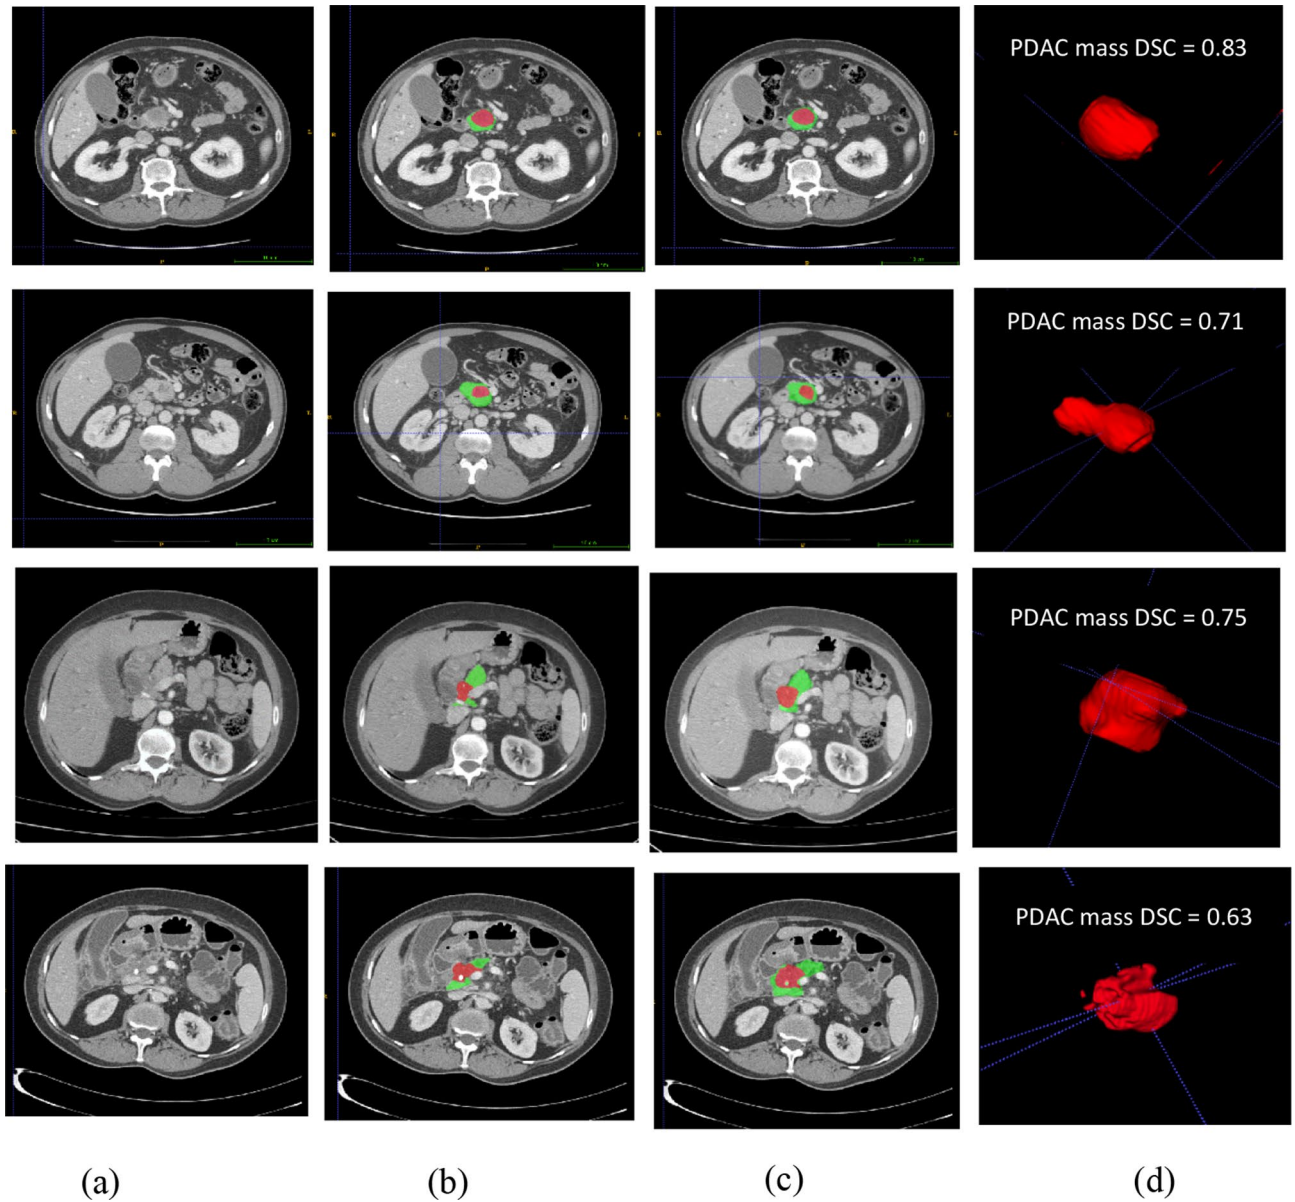 PDAC mass DSC = 0.83
PDAC mass DSC = 0.71
PDAC mass DSC = 0.75
PDAC mass DSC = 0.63
(a) (b) (c) (d)